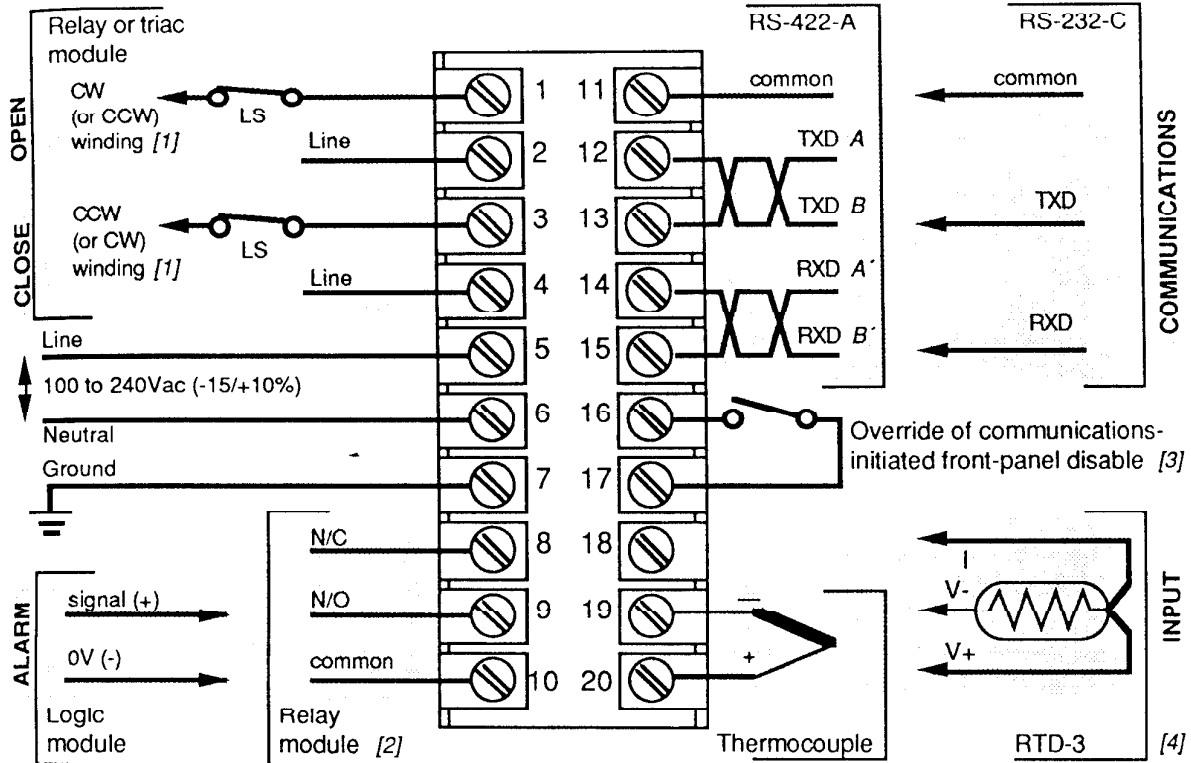 Relay or triac
module
RS-422-A
RS-232-C
OPEN
CW
(or CCW)
winding [1]
LS
1
11
common
common
Line
2
12
TXD A
CLOSE
CCW
(or CW)
winding [1]
LS
3
13
TXD B
TXD
COMMUNICATIONS
Line
4
14
RXD A´
Line
5
15
RXD B´
RXD
100 to 240Vac (-15/+10%)
Neutral
6
16
Override of communications-
initiated front-panel disable [3]
Ground
7
17
N/C
8
18
I
ALARM
signal (+)
N/O
9
19
–
V-
INPUT
0V (-)
common
10
20
+
V+
Logic
module
Relay
module [2]
Thermocouple
RTD-3 [4]